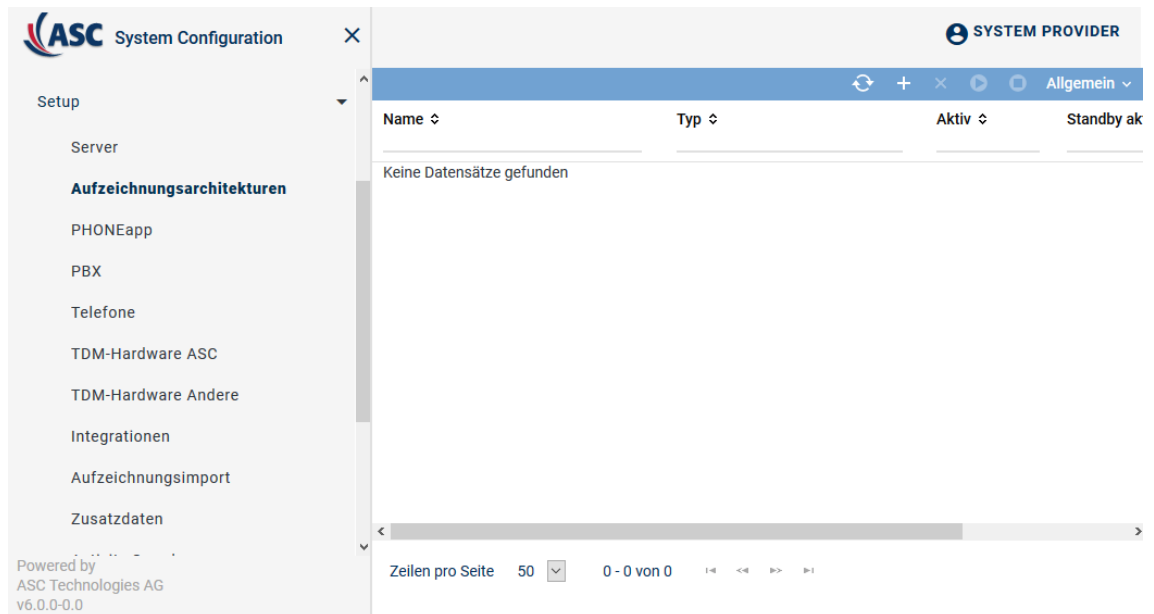 ASC System Configuration
SYSTEM PROVIDER
Allgemein
Setup
Server
Aufzeichnungsarchitekturen
PHONEapp
PBX
Telefone
TDM-Hardware ASC
TDM-Hardware Andere
Integrationen
Aufzeichnungsimport
Zusatzdaten
Powered by
ASC Technologies AG
v6.0.0-0.0
Name Typ Aktiv Standby ak
Keine Datensätze gefunden
Zeilen pro Seite 50 0 - 0 von 0